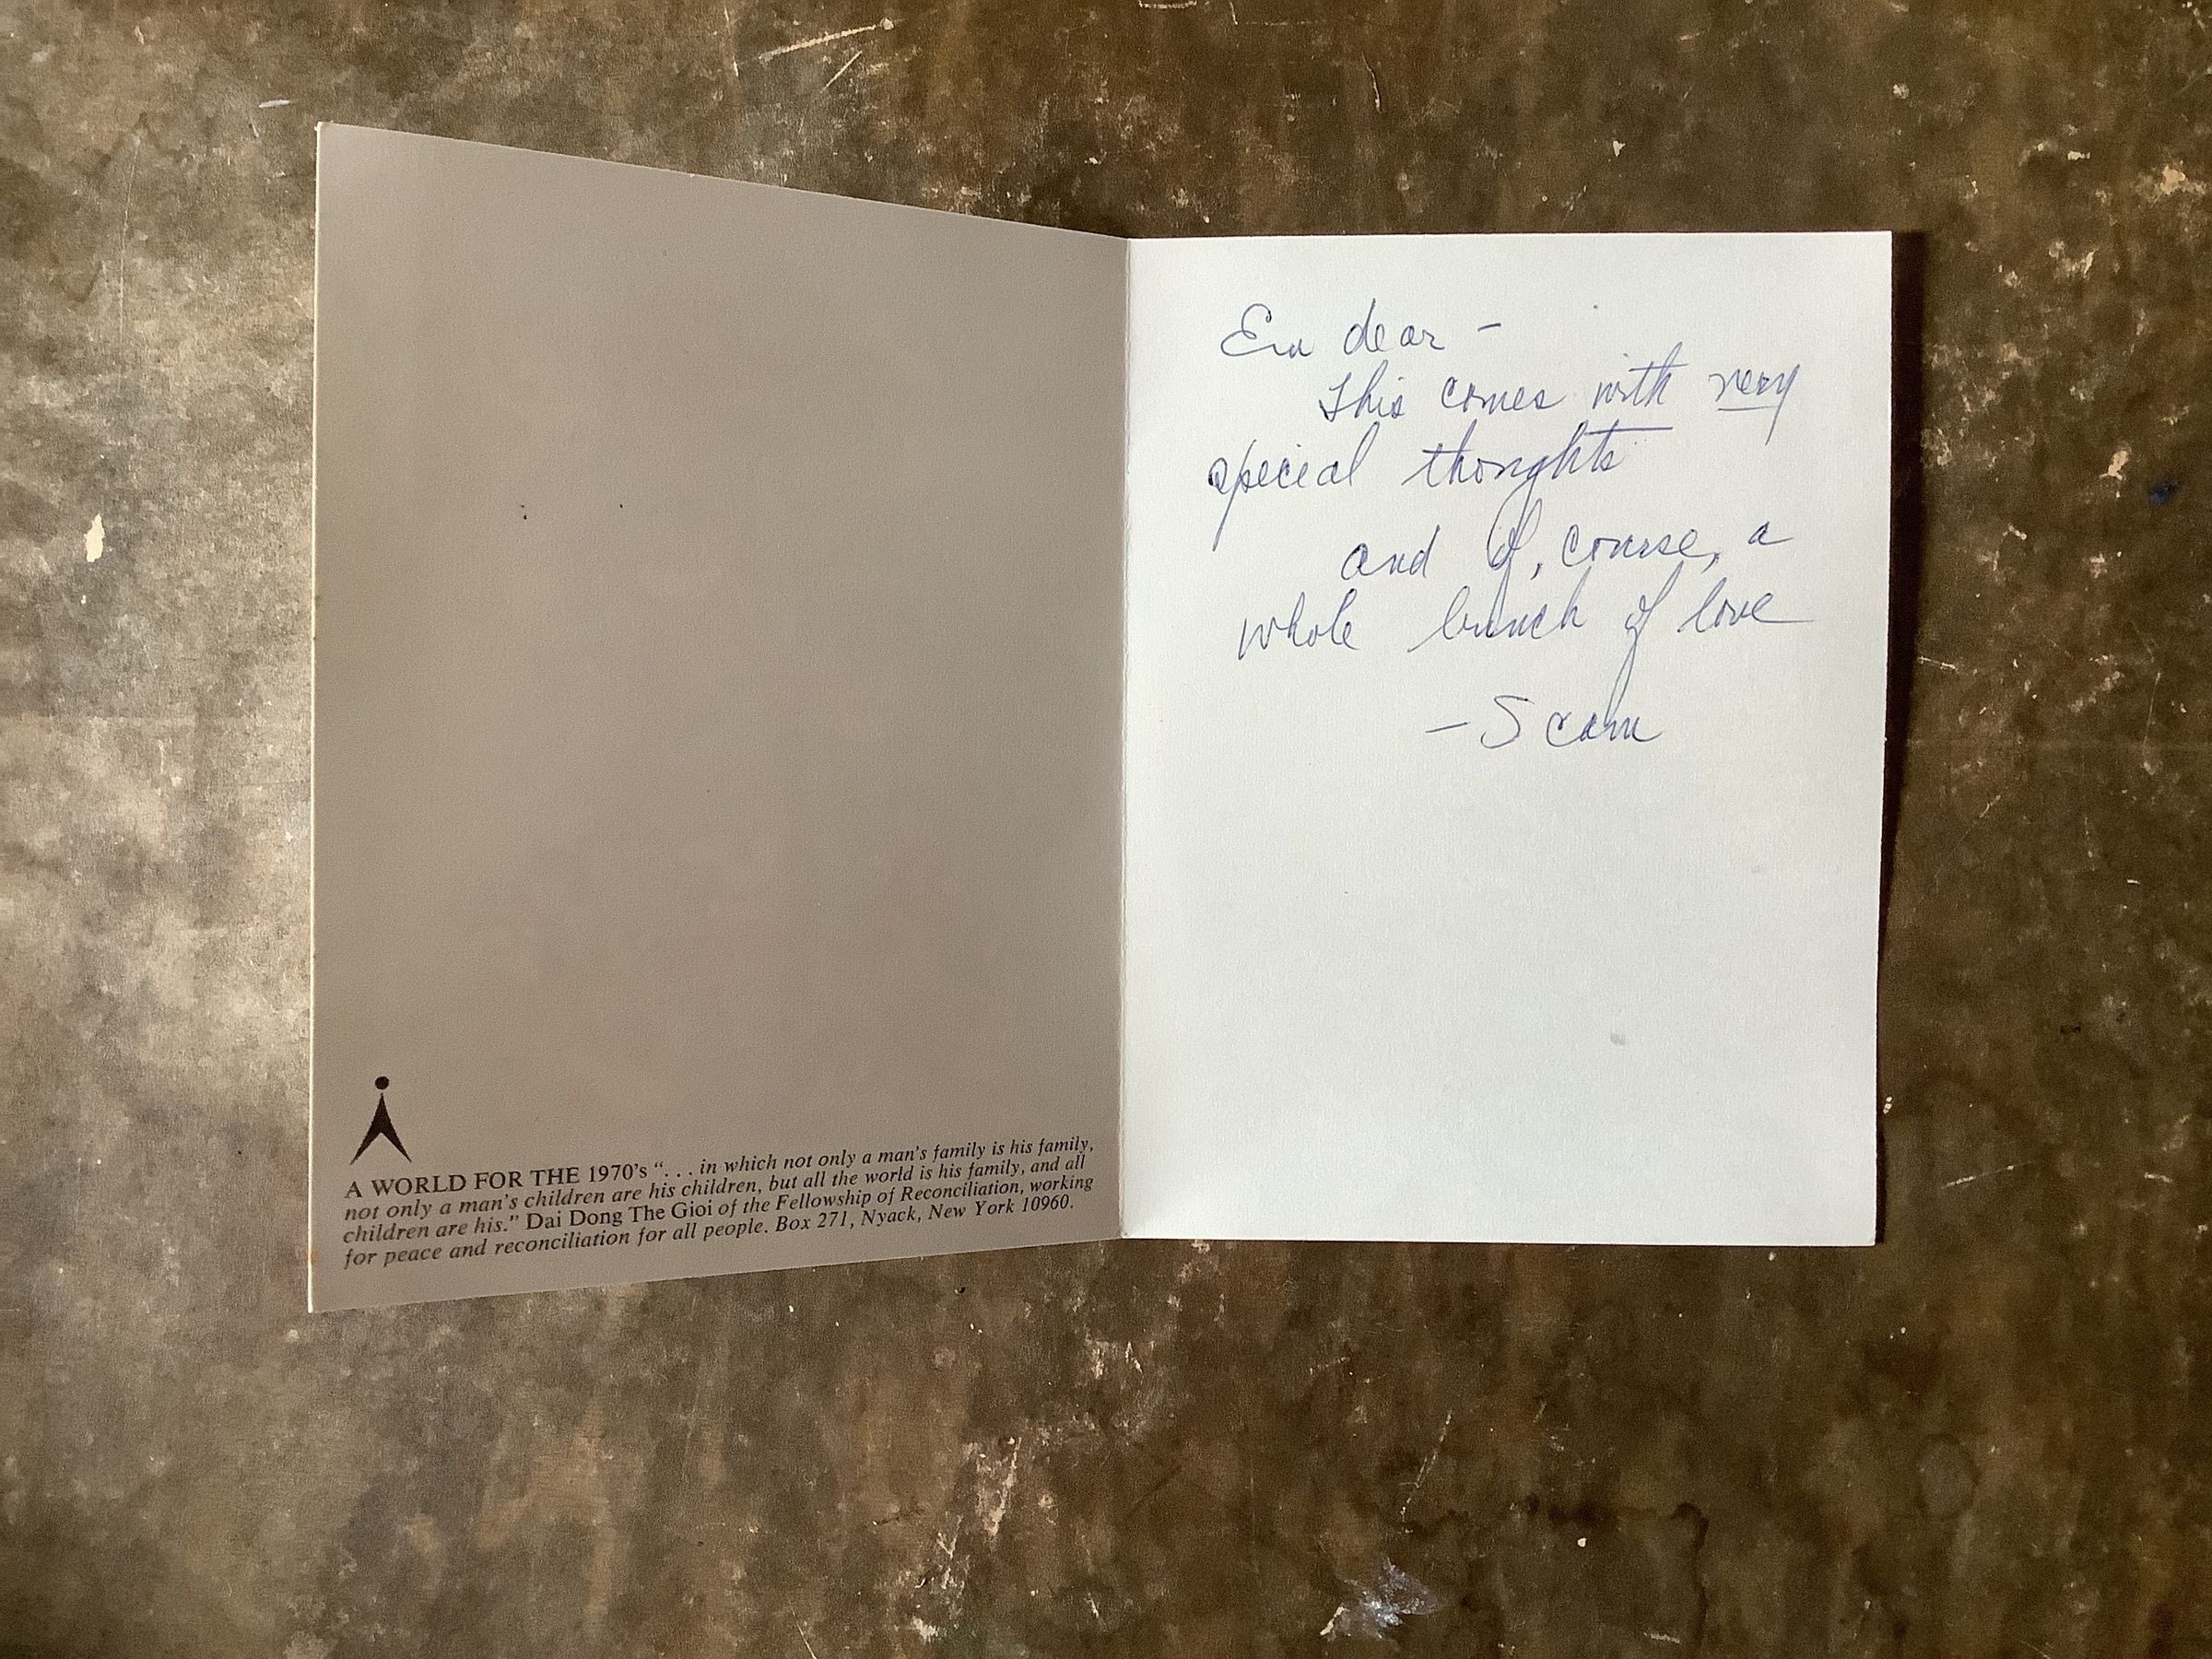 A WORLD FOR THE 1970's “. . . in which not only a man's family is his family,
not only a man's children are his children, but all the world is his family, and all
children are his.” Dai Dong The Gioi of the Fellowship of Reconciliation, working
for peace and reconciliation for all people. Box 271, Nyack, New York 10960.
dear -
This comes with very
special thoughts
and of, course, a
whole bunch of love